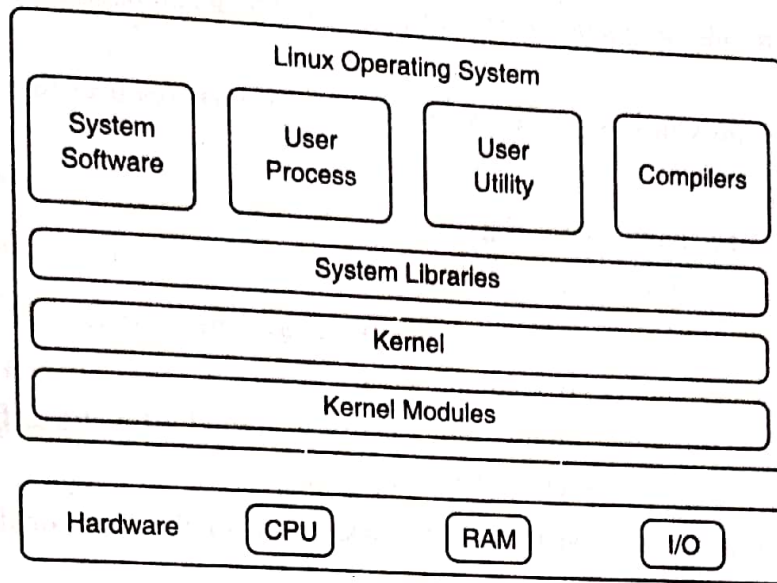 Linux Operating System
System
Software
User
Process
User
Utility
Compilers
System Libraries
Kernel
Kernel Modules
Hardware
CPU
RAM
I/O